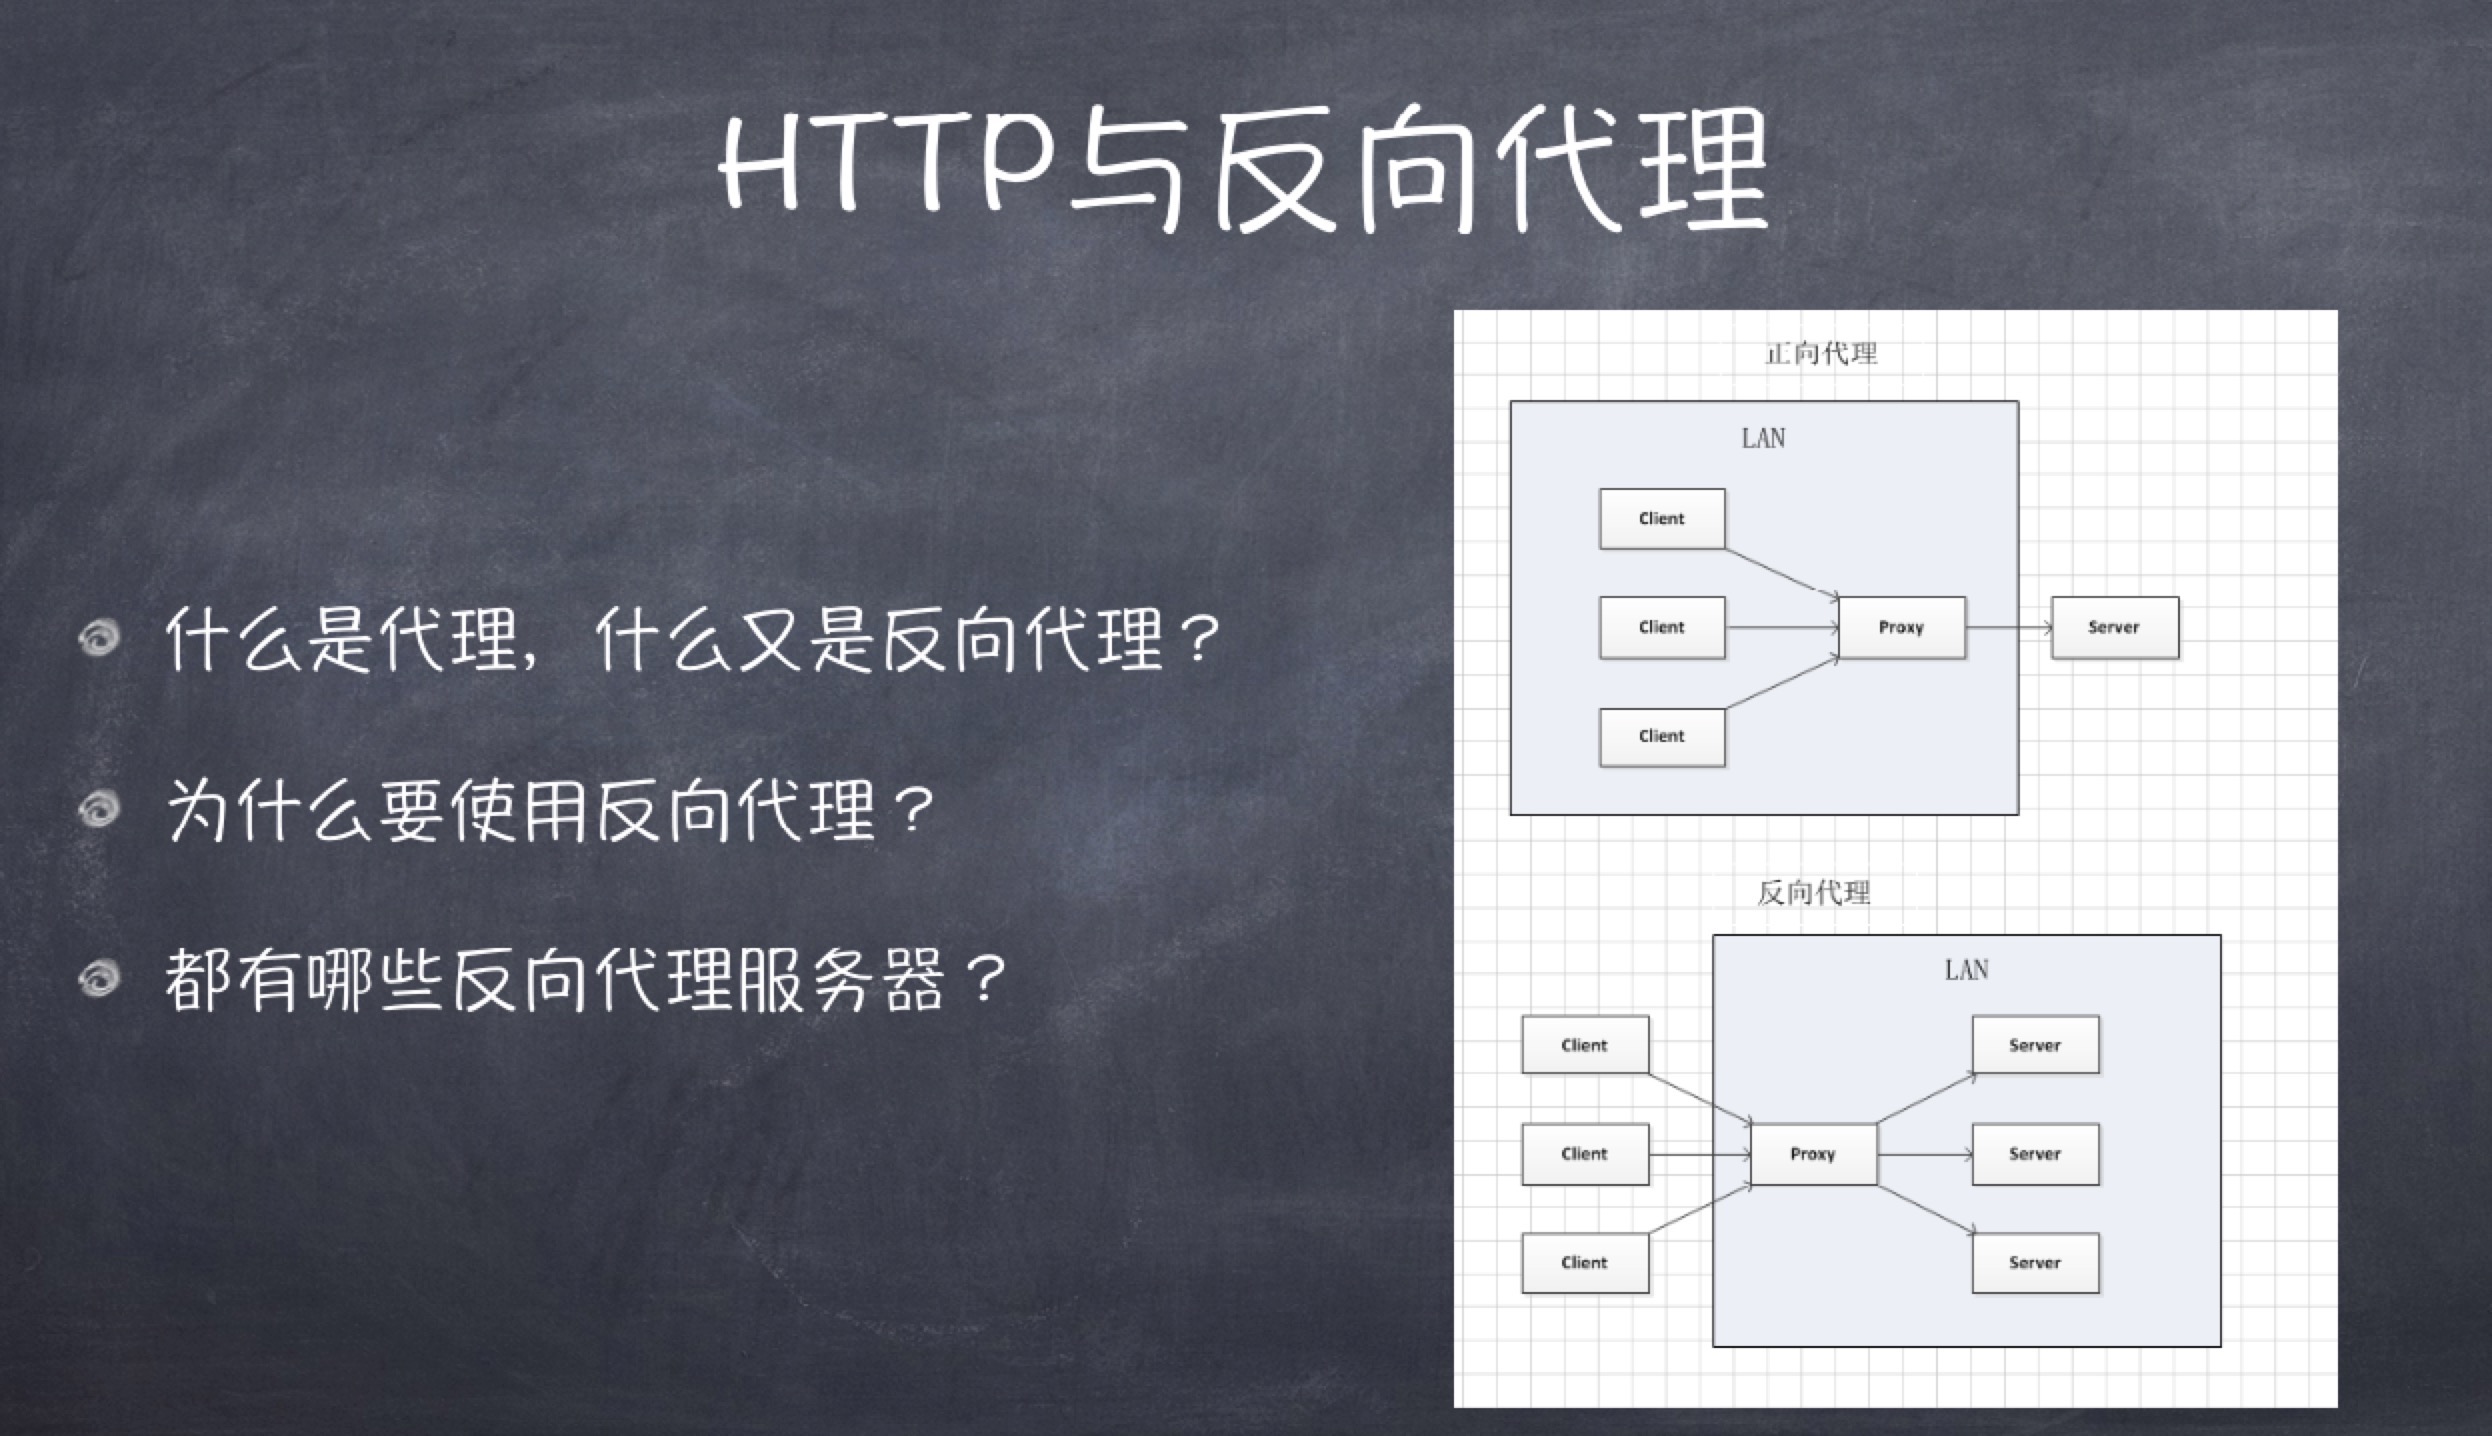 HTTP与反向代理
什么是代理，什么又是反向代理？
为什么要使用反向代理？
都有哪些反向代理服务器？
正向代理
LAN
Client
Client
Proxy
Server
Client
反向代理
LAN
Client
Server
Client
Proxy
Server
Client
Server